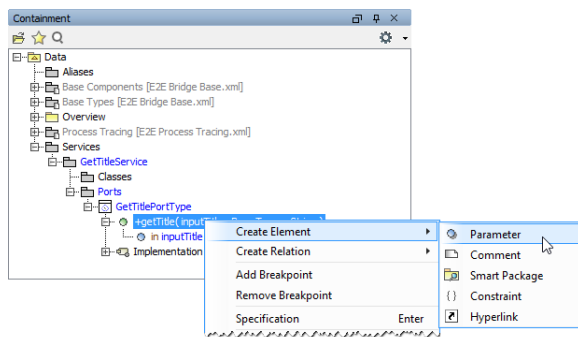 Containment
Data
Aliases
Base Components [E2E Bridge Base.xml]
Base Types [E2E Bridge Base.xml]
Overview
Process Tracing [E2E Process Tracing.xml]
Services
GetTitleService
Classes
Ports
GetTitlePortType
+getTitle( inputTitl
in inputTitle
Implementation
Create Element
Create Relation
Add Breakpoint
Remove Breakpoint
Specification Enter
Parameter
Comment
Smart Package
{ } Constraint
Hyperlink